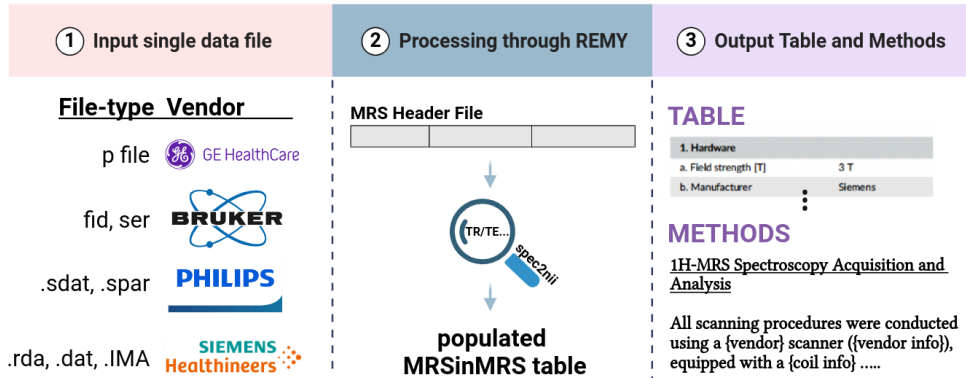 1 Input single data file
2 Processing through REMY
3 Output Table and Methods
File-type Vendor
p file GE GE HealthCare
fid, ser BRUKER
.sdat, .spar PHILIPS
.rda, .dat, .IMA SIEMENS
Healthineers
MRS Header File
TR/TE...
spec2nii
populated
MRSinMRS table
TABLE
1. Hardware
a. Field strength [T] 3 T
b. Manufacturer Siemens
METHODS
1H-MRS Spectroscopy Acquisition and
Analysis
All scanning procedures were conducted
using a {vendor} scanner ({vendor info}),
equipped with a {coil info} .....